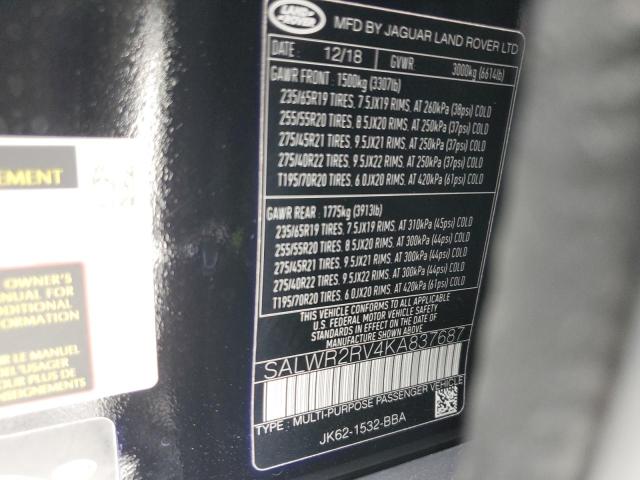 LAND ROVER
MFD BY JAGUAR LAND ROVER LTD
DATE: 12/18 GVWR 3000kg (6614lb)
GAWR FRONT: 1500kg (3307lb)
235/65R19 TIRES, 7.5JX19 RIMS, AT 260kPa (38psi) COLD
255/55R20 TIRES, 8.5JX20 RIMS, AT 250kPa (37psi) COLD
275/45R21 TIRES, 9.5JX21 RIMS, AT 250kPa (37psi) COLD
275/40R22 TIRES, 9.5JX22 RIMS, AT 250kPa (37psi) COLD
T195/70R20 TIRES, 6.0JX20 RIMS, AT 420kPa (61psi) COLD
GAWR REAR: 1775kg (3913lb)
235/65R19 TIRES, 7.5JX19 RIMS, AT 310kPa (45psi) COLD
255/55R20 TIRES, 8.5JX20 RIMS, AT 300kPa (44psi) COLD
275/45R21 TIRES, 9.5JX21 RIMS, AT 300kPa (44psi) COLD
275/40R22 TIRES, 9.5JX22 RIMS, AT 300kPa (44psi) COLD
T195/70R20 TIRES, 6.0JX20 RIMS, AT 420kPa (61psi) COLD
THIS VEHICLE CONFORMS TO ALL APPLICABLE
U.S. FEDERAL MOTOR VEHICLE SAFETY STANDARDS
IN EFFECT ON THE DATE OF MANUFACTURE SHOWN ABOVE
SALWR2RV4KA837687
TYPE: MULTI-PURPOSE PASSENGER VEHICLE
JK62-1532-BBA
EMENT
OWNER'S
MANUAL FOR
ADDITIONAL
INFORMATION
LE MANUEL
DE L'USAGER
POUR PLUS DE
RENSEIGNEMENTS